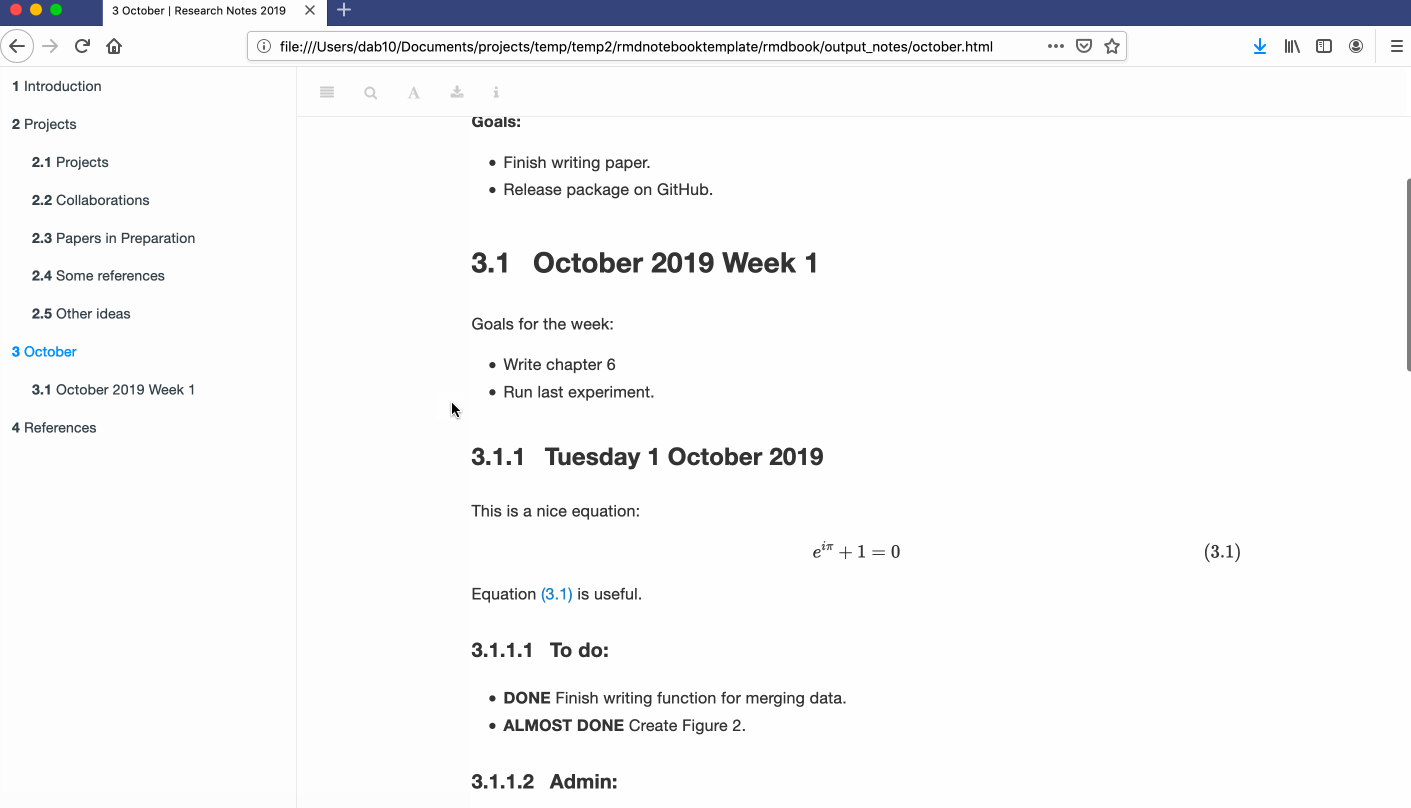 3 October | Research Notes 2019
file:///Users/dab10/Documents/projects/temp/temp2/rmdnotebooktemplate/rmdbook/output_notes/october.html
1 Introduction
2 Projects
2.1 Projects
2.2 Collaborations
2.3 Papers in Preparation
2.4 Some references
2.5 Other ideas
3 October
3.1 October 2019 Week 1
4 References
A
i
Goals:
• Finish writing paper.
• Release package on GitHub.
3.1 October 2019 Week 1
Goals for the week:
• Write chapter 6
• Run last experiment.
3.1.1 Tuesday 1 October 2019
This is a nice equation:
e^{iπ} + 1 = 0 (3.1)
Equation (3.1) is useful.
3.1.1.1 To do:
• DONE Finish writing function for merging data.
• ALMOST DONE Create Figure 2.
3.1.1.2 Admin: